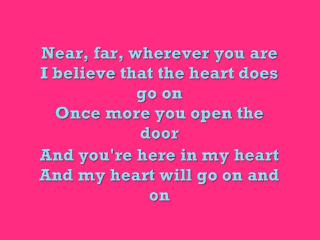 Near, far, wherever you are
I believe that the heart does
go on
Once more you open the
door
And you're here in my heart
And my heart will go on and
on